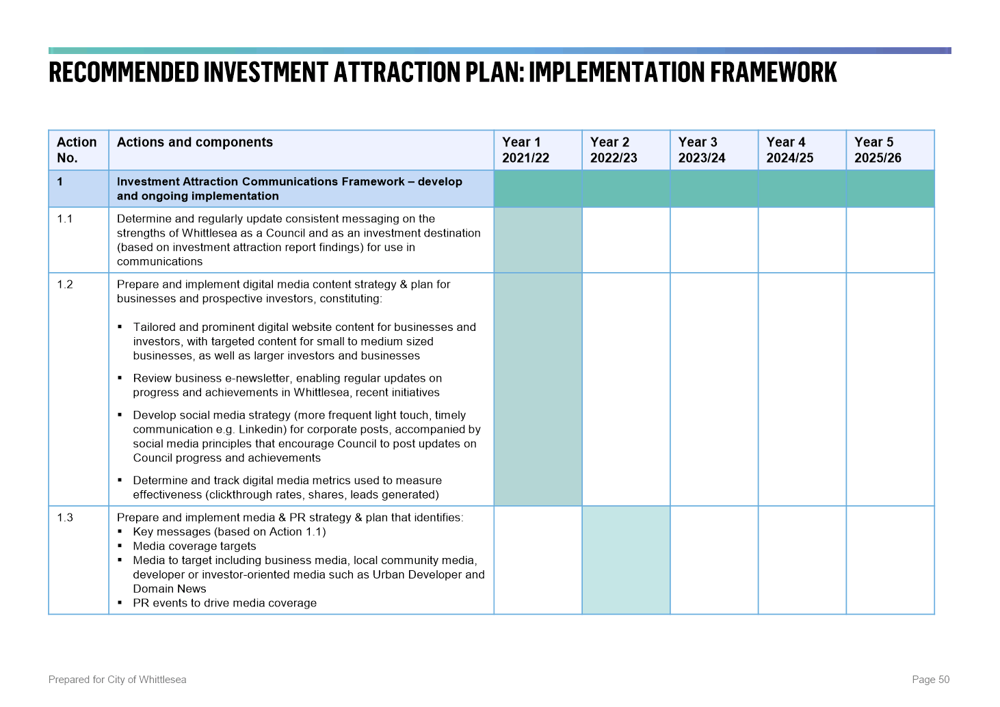 RECOMMENDED INVESTMENT ATTRACTION PLAN: IMPLEMENTATION FRAMEWORK
Action No.
Actions and components
Year 1 2021/22
Year 2 2022/23
Year 3 2023/24
Year 4 2024/25
Year 5 2025/26
1
Investment Attraction Communications Framework – develop
and ongoing implementation
1.1
Determine and regularly update consistent messaging on the
strengths of Whittlesea as a Council and as an investment destination
(based on investment attraction report findings) for use in
communications
1.2
Prepare and implement digital media content strategy & plan for
businesses and prospective investors, constituting:
▪ Tailored and prominent digital website content for businesses and
investors, with targeted content for small to medium sized
businesses, as well as larger investors and businesses
▪ Review business e-newsletter, enabling regular updates on
progress and achievements in Whittlesea, recent initiatives
▪ Develop social media strategy (more frequent light touch, timely
communication e.g. Linkedin) for corporate posts, accompanied by
social media principles that encourage Council to post updates on
Council progress and achievements
▪ Determine and track digital media metrics used to measure
effectiveness (clickthrough rates, shares, leads generated)
1.3
Prepare and implement media & PR strategy & plan that identifies:
▪ Key messages (based on Action 1.1)
▪ Media coverage targets
▪ Media to target including business media, local community media,
developer or investor-oriented media such as Urban Developer and
Domain News
▪ PR events to drive media coverage
Prepared for City of Whittlesea
Page 50